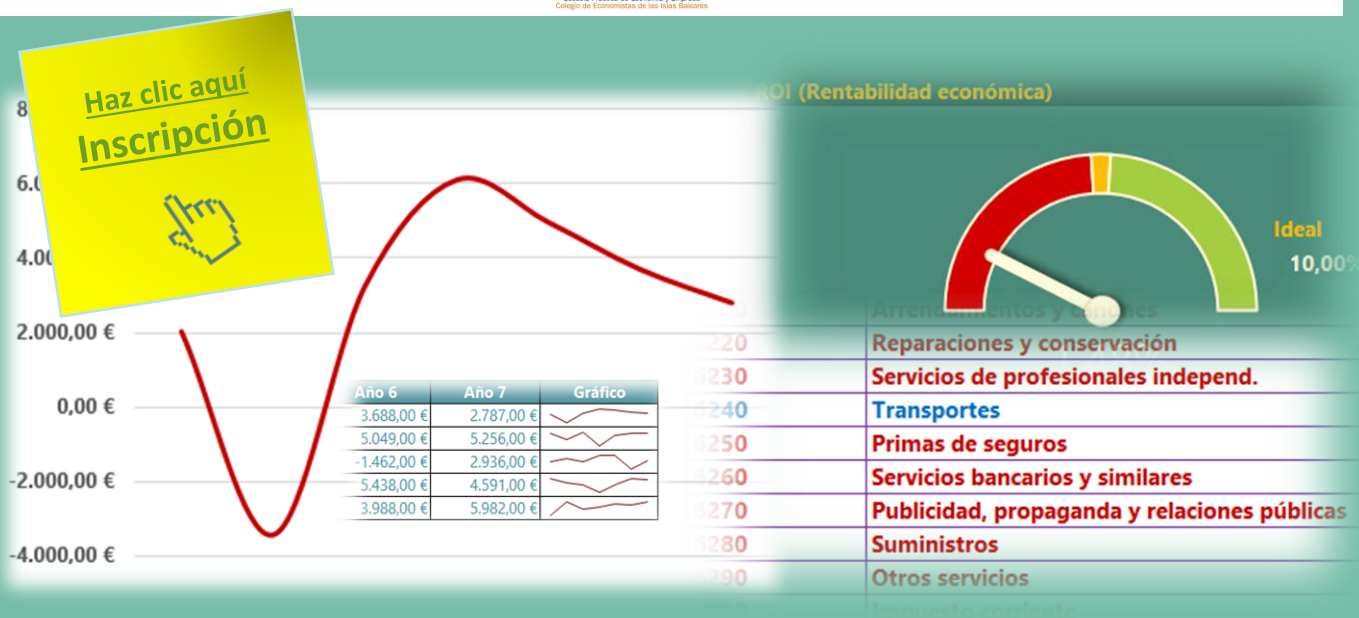 Colegio de Economistas de las Islas Baleares
Haz clic aquí
Inscripción
8
6.0
4.00
2.000,00 €
0,00 €
-2.000,00 €
-4.000,00 €
Año 6 Año 7 Gráfico
3.688,00 € 2.787,00 €
5.049,00 € 5.256,00 €
-1.462,00 € 2.936,00 €
5.438,00 € 4.591,00 €
3.988,00 € 5.982,00 €
ROI (Rentabilidad económica)
Ideal
10,00%
Arrendamientos y cánones
6220 Reparaciones y conservación
6230 Servicios de profesionales independ.
6240 Transportes
6250 Primas de seguros
6260 Servicios bancarios y similares
6270 Publicidad, propaganda y relaciones públicas
6280 Suministros
6290 Otros servicios
Impuesto corriente